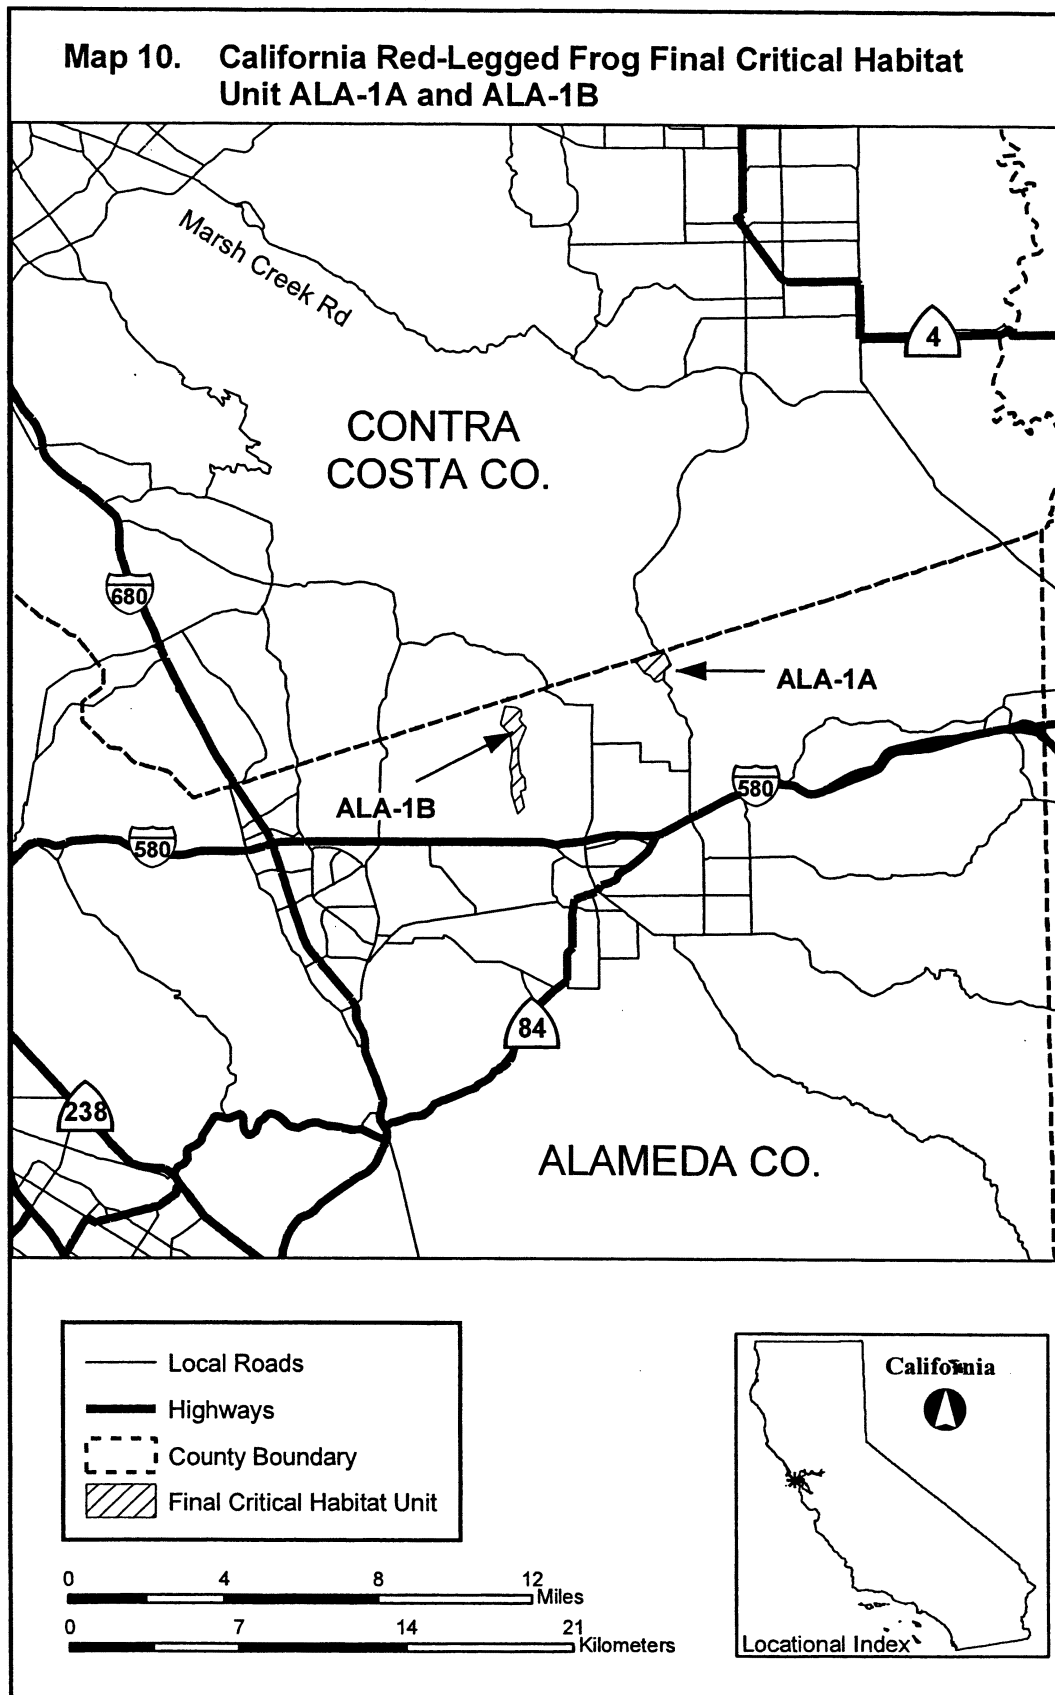 Map 10. California Red-Legged Frog Final Critical Habitat
Unit ALA-1A and ALA-1B
Marsh Creek Rd
4
CONTRA
COSTA CO.
680
ALA-1A
580
ALA-1B
580
84
238
ALAMEDA CO.
Local Roads
Highways
County Boundary
Final Critical Habitat Unit
0 4 8 12
Miles
0 7 14 21
Kilometers
California
Locational Index